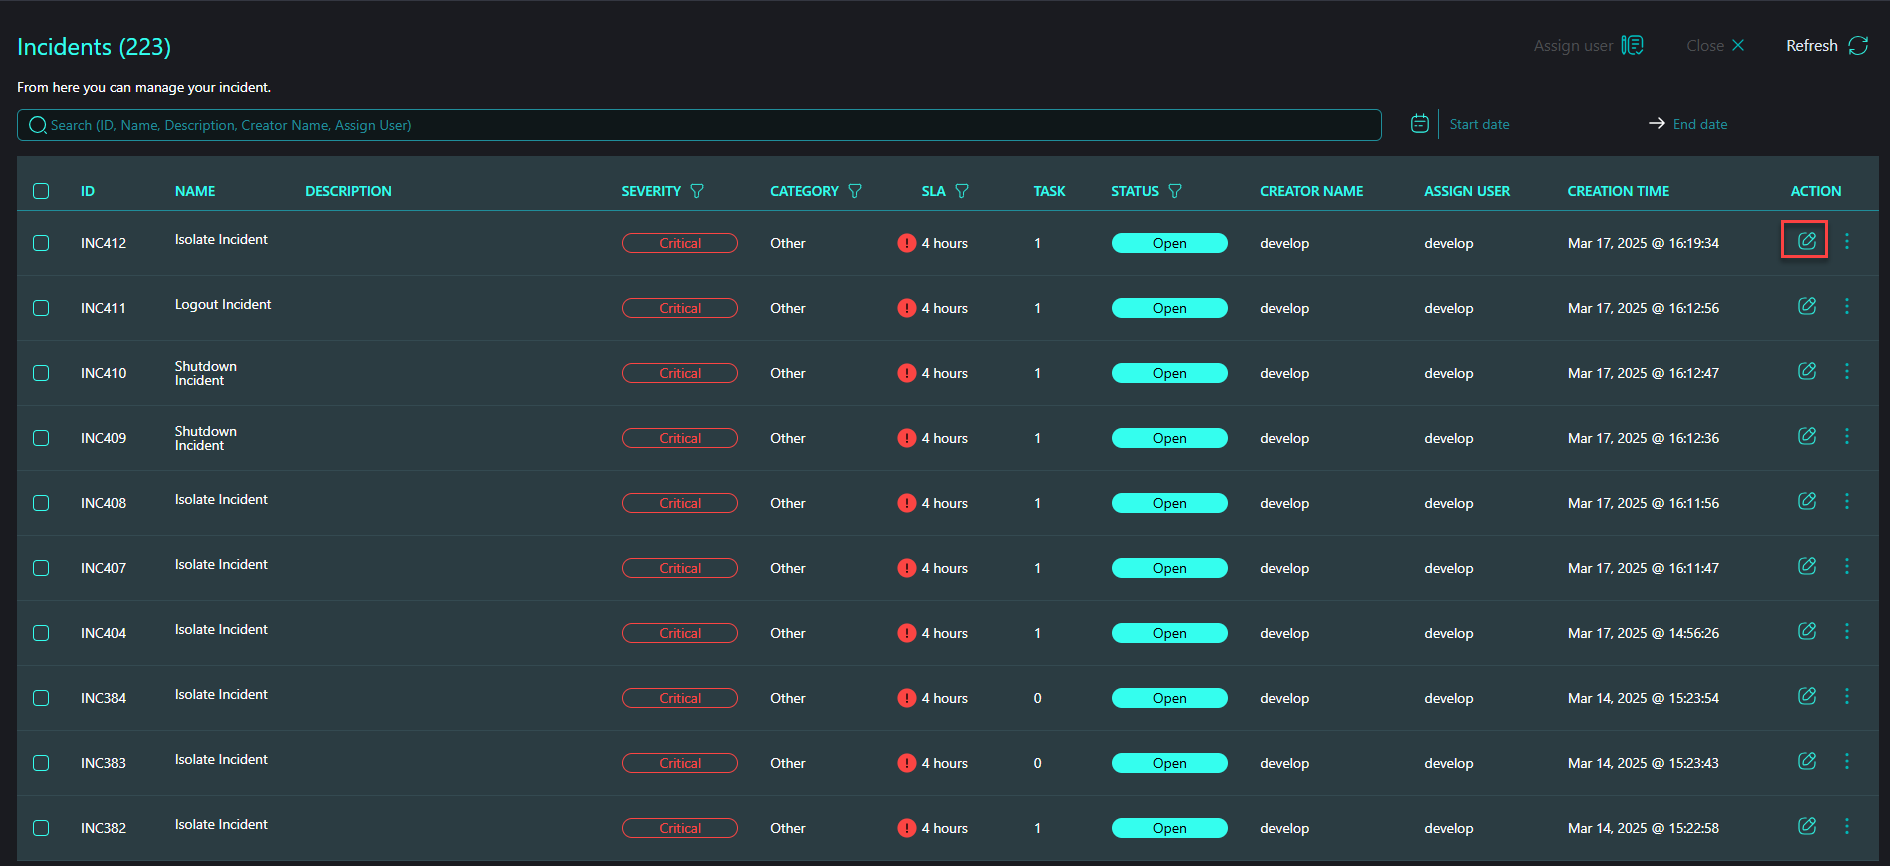 Incidents (223)
Assign user
Close
Refresh
From here you can manage your incident.
Search (ID, Name, Description, Creator Name, Assign User)
Start date
End date
ID NAME DESCRIPTION SEVERITY CATEGORY SLA TASK STATUS CREATOR NAME ASSIGN USER CREATION TIME ACTION
INC412 Isolate Incident Critical Other 4 hours 1 Open develop develop Mar 17, 2025 @ 16:19:34
INC411 Logout Incident Critical Other 4 hours 1 Open develop develop Mar 17, 2025 @ 16:12:56
INC410 Shutdown Incident Critical Other 4 hours 1 Open develop develop Mar 17, 2025 @ 16:12:47
INC409 Shutdown Incident Critical Other 4 hours 1 Open develop develop Mar 17, 2025 @ 16:12:36
INC408 Isolate Incident Critical Other 4 hours 1 Open develop develop Mar 17, 2025 @ 16:11:56
INC407 Isolate Incident Critical Other 4 hours 1 Open develop develop Mar 17, 2025 @ 16:11:47
INC404 Isolate Incident Critical Other 4 hours 1 Open develop develop Mar 17, 2025 @ 14:56:26
INC384 Isolate Incident Critical Other 4 hours 0 Open develop develop Mar 14, 2025 @ 15:23:54
INC383 Isolate Incident Critical Other 4 hours 0 Open develop develop Mar 14, 2025 @ 15:23:43
INC382 Isolate Incident Critical Other 4 hours 1 Open develop develop Mar 14, 2025 @ 15:22:58